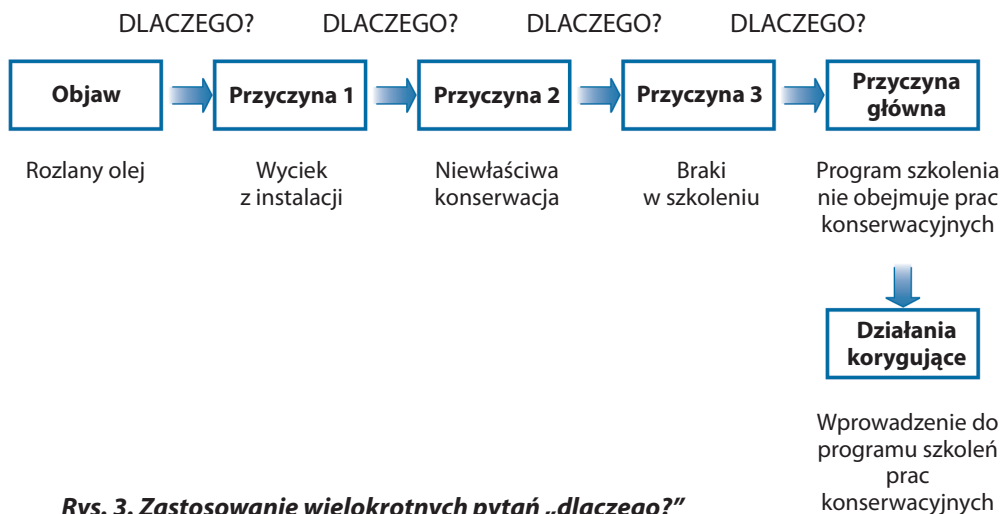 DLACZEGO? DLACZEGO? DLACZEGO? DLACZEGO?
Objaw
Przyczyna 1
Przyczyna 2
Przyczyna 3
Przyczyna
główna
Rozlany olej
Wyciek
z instalacji
Niewłaściwa
konserwacja
Braki
w szkoleniu
Program szkolenia
nie obejmuje prac
konserwacyjnych
Działania
korygujące
Wprowadzenie do
programu szkoleń
prac
konserwacyjnych
Rys. 3. Zastosowanie wielokrotnych pytań „dlaczego?”